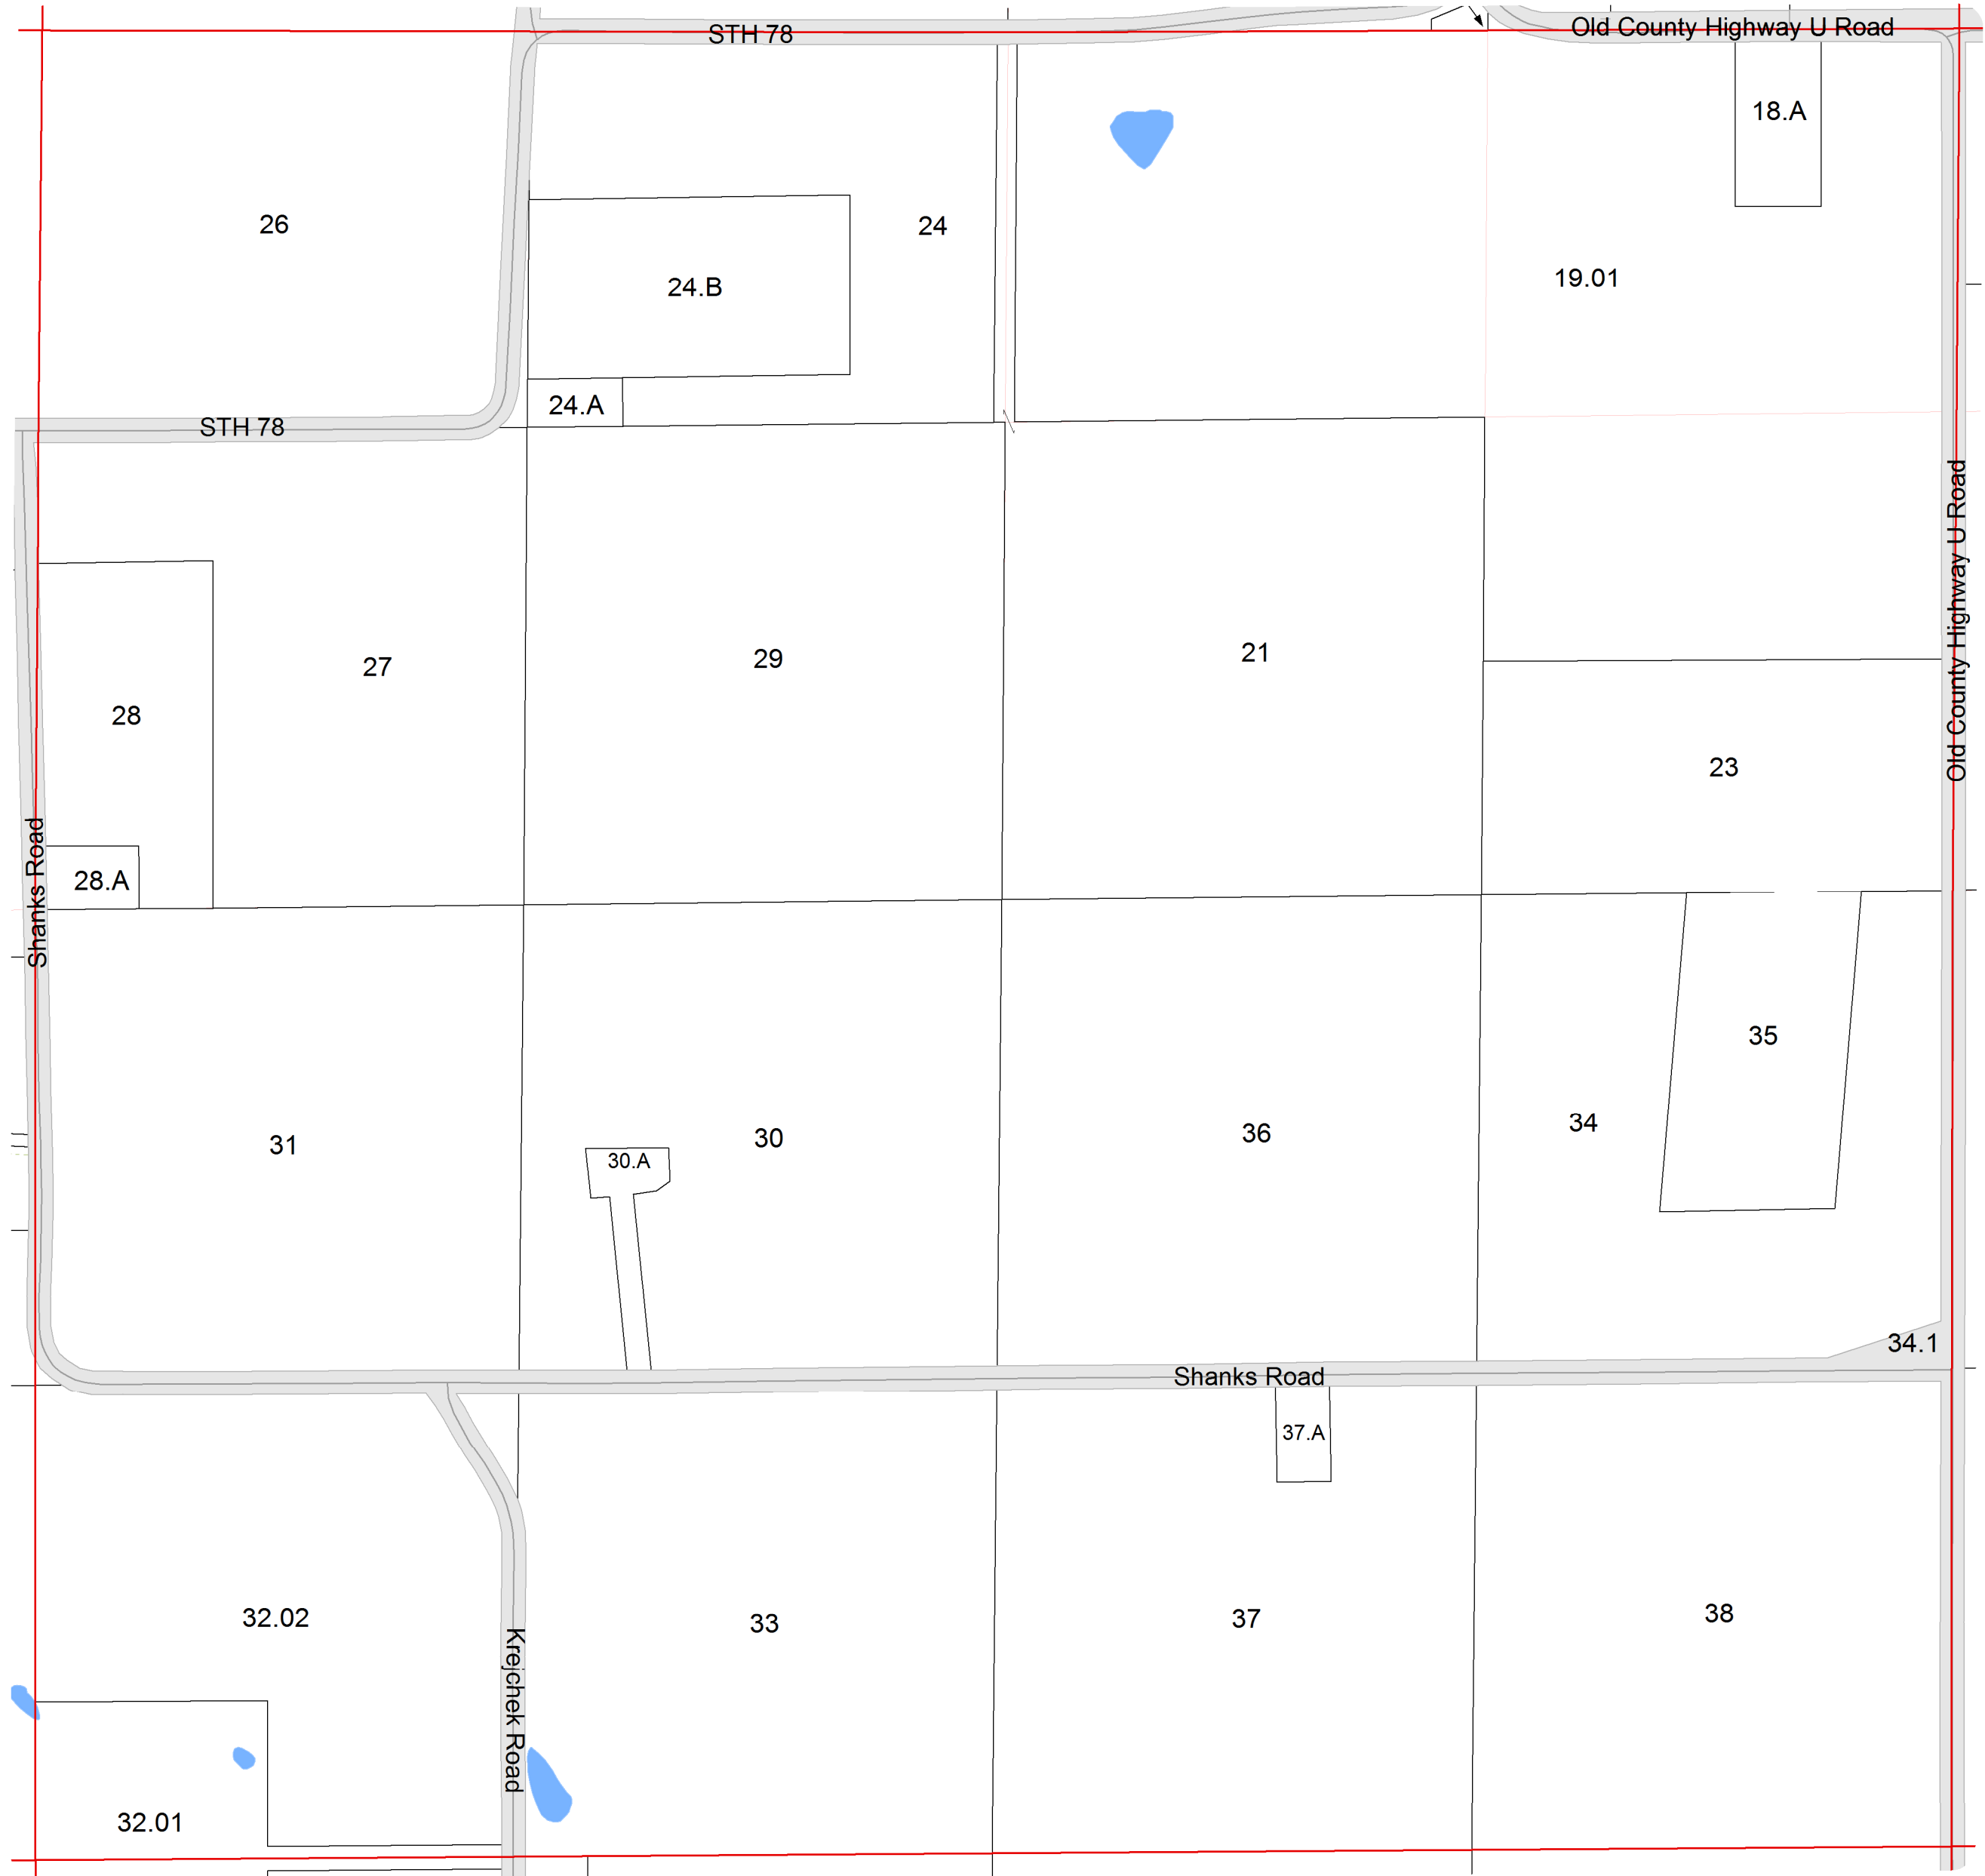 STH 78
Old County Highway U Road
18.A
26
24
19.01
24.B
24.A
STH 78
Old County Highway U Road
27
29
21
28
23
28.A
Shanks Road
35
34
31
30
36
30.A
34.1
Shanks Road
37.A
32.02
33
37
38
Krejchek Road
32.01